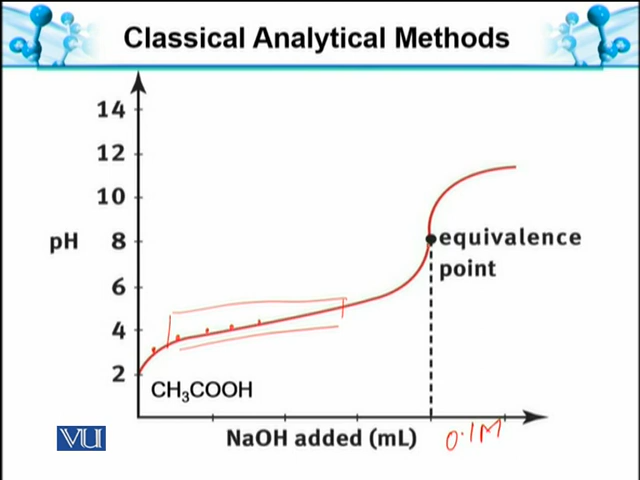 Classical Analytical Methods
14
12
10
pH
8
equivalence
point
6
4
2
CH₃COOH
NaOH added (mL)
0.1M
VU